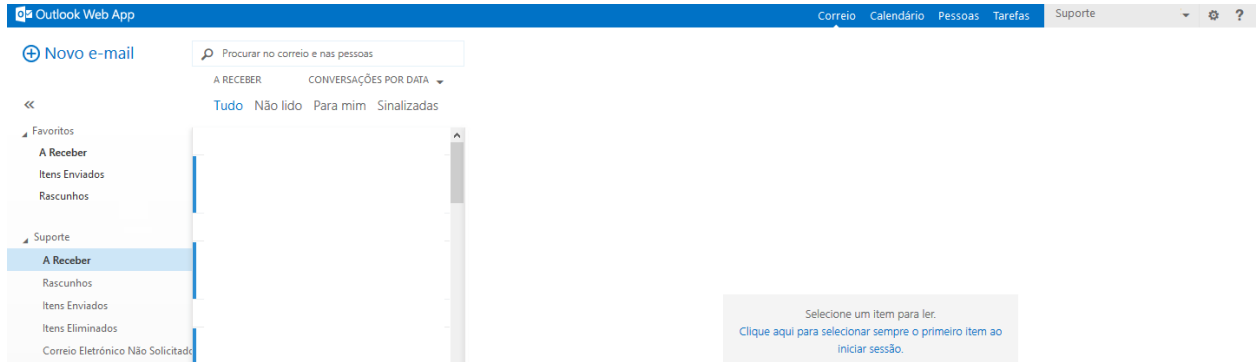 Outlook Web App
Correio Calendário Pessoas Tarefas Suporte ?
Novo e-mail
Procurar no correio e nas pessoas
A RECEBER CONVERSAÇÕES POR DATA
Tudo Não lido Para mim Sinalizadas
Favoritos
A Receber
Itens Enviados
Rascunhos
Suporte
A Receber
Rascunhos
Itens Enviados
Itens Eliminados
Correio Eletrónico Não Solicitado
Selecione um item para ler.
Clique aqui para selecionar sempre o primeiro item ao
iniciar sessão.